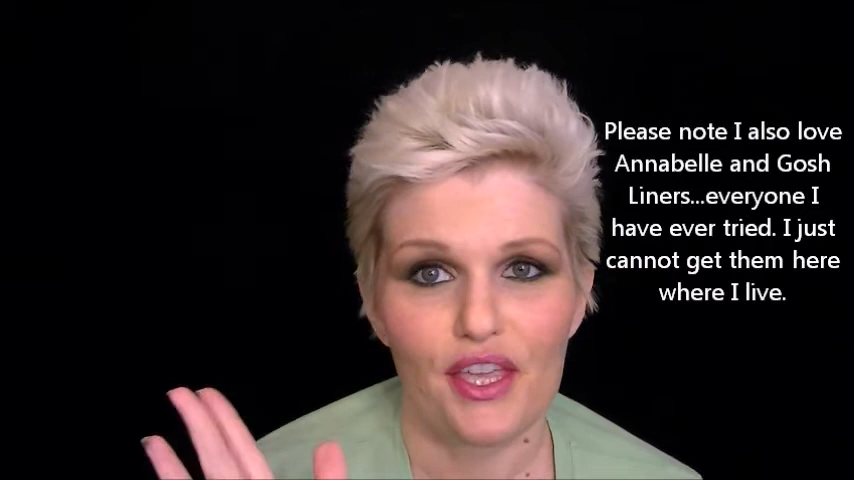 Please note I also love
Annabelle and Gosh
Liners...everyone I
have ever tried. I just
cannot get them here
where I live.